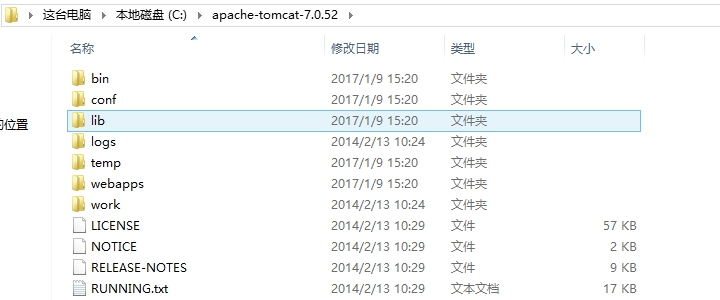 这台电脑 本地磁盘 (C:) apache-tomcat-7.0.52
名称 修改日期 类型 大小
bin 2017/1/9 15:20 文件夹
conf 2017/1/9 15:20 文件夹
的位置
lib 2017/1/9 15:20 文件夹
logs 2014/2/13 10:24 文件夹
temp 2017/1/9 15:20 文件夹
webapps 2017/1/9 15:20 文件夹
work 2014/2/13 10:24 文件夹
LICENSE 2014/2/13 10:29 文件 57 KB
NOTICE 2014/2/13 10:29 文件 2 KB
RELEASE-NOTES 2014/2/13 10:29 文件 9 KB
RUNNING.txt 2014/2/13 10:29 文本文档 17 KB